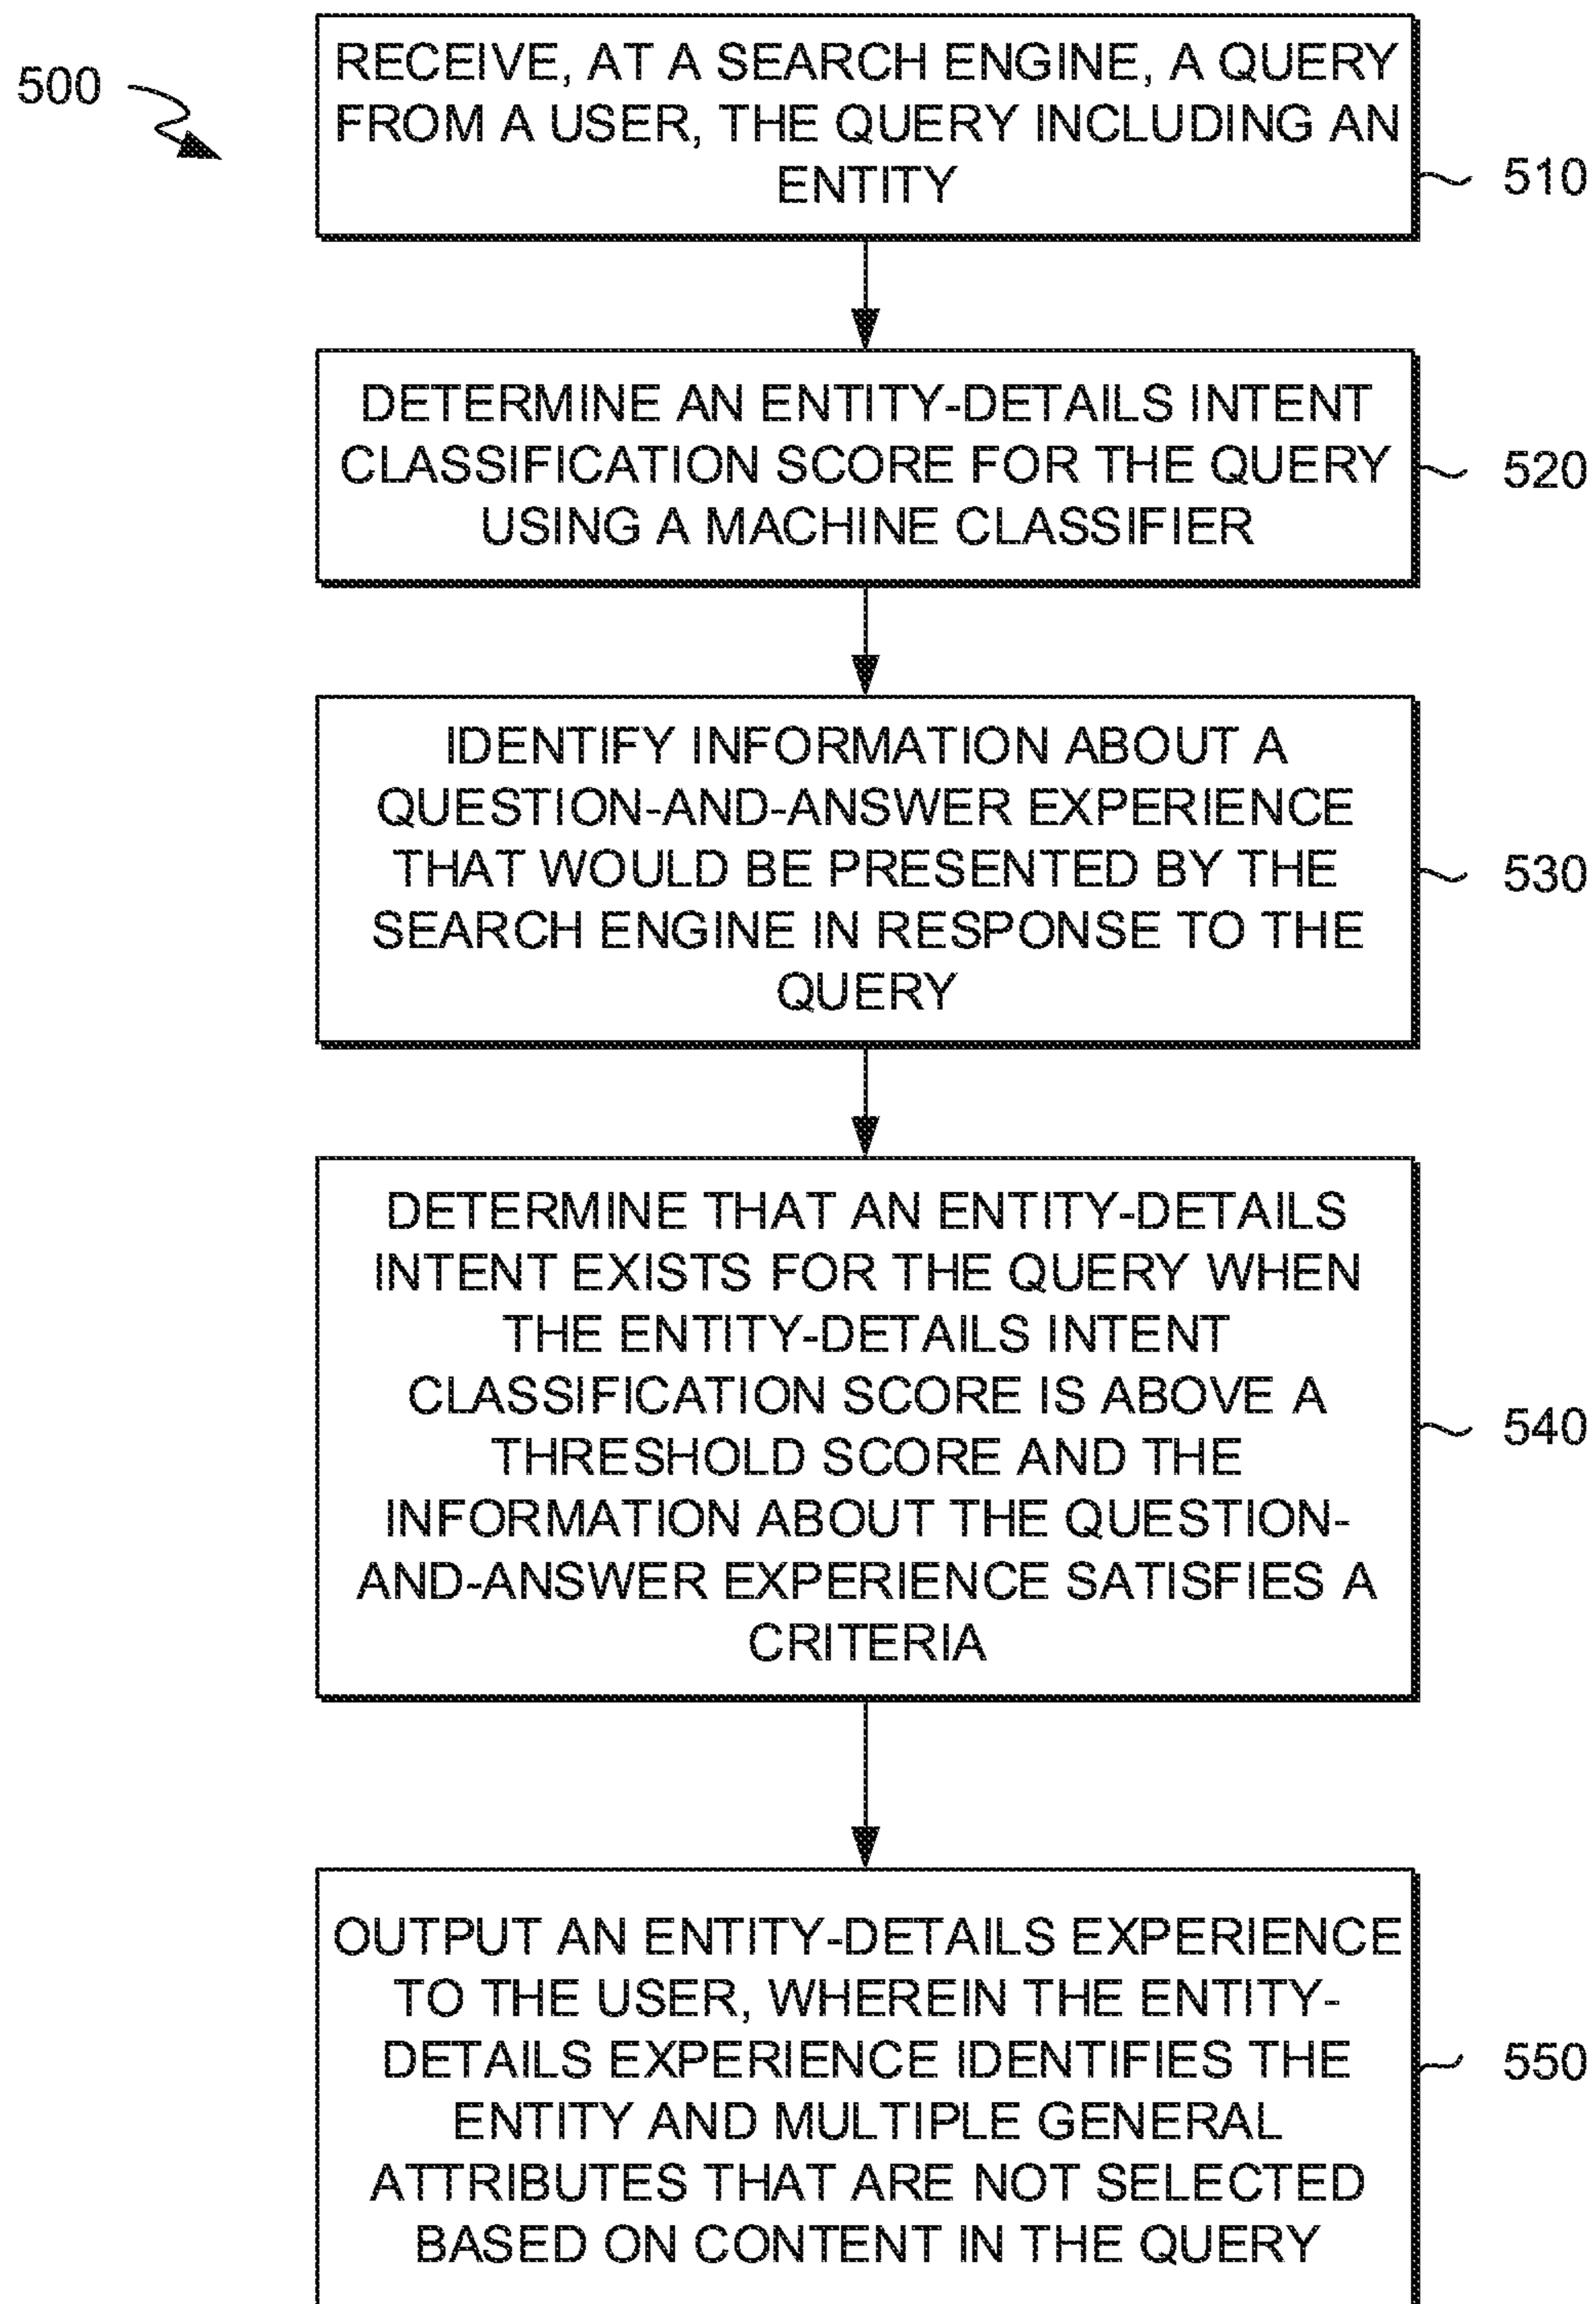 500
RECEIVE, AT A SEARCH ENGINE, A QUERY
FROM A USER, THE QUERY INCLUDING AN
ENTITY
510
DETERMINE AN ENTITY-DETAILS INTENT
CLASSIFICATION SCORE FOR THE QUERY
USING A MACHINE CLASSIFIER
520
IDENTIFY INFORMATION ABOUT A
QUESTION-AND-ANSWER EXPERIENCE
THAT WOULD BE PRESENTED BY THE
SEARCH ENGINE IN RESPONSE TO THE
QUERY
530
DETERMINE THAT AN ENTITY-DETAILS
INTENT EXISTS FOR THE QUERY WHEN
THE ENTITY-DETAILS INTENT
CLASSIFICATION SCORE IS ABOVE A
THRESHOLD SCORE AND THE
INFORMATION ABOUT THE QUESTION-
AND-ANSWER EXPERIENCE SATISFIES A
CRITERIA
540
OUTPUT AN ENTITY-DETAILS EXPERIENCE
TO THE USER, WHEREIN THE ENTITY-
DETAILS EXPERIENCE IDENTIFIES THE
ENTITY AND MULTIPLE GENERAL
ATTRIBUTES THAT ARE NOT SELECTED
BASED ON CONTENT IN THE QUERY
550